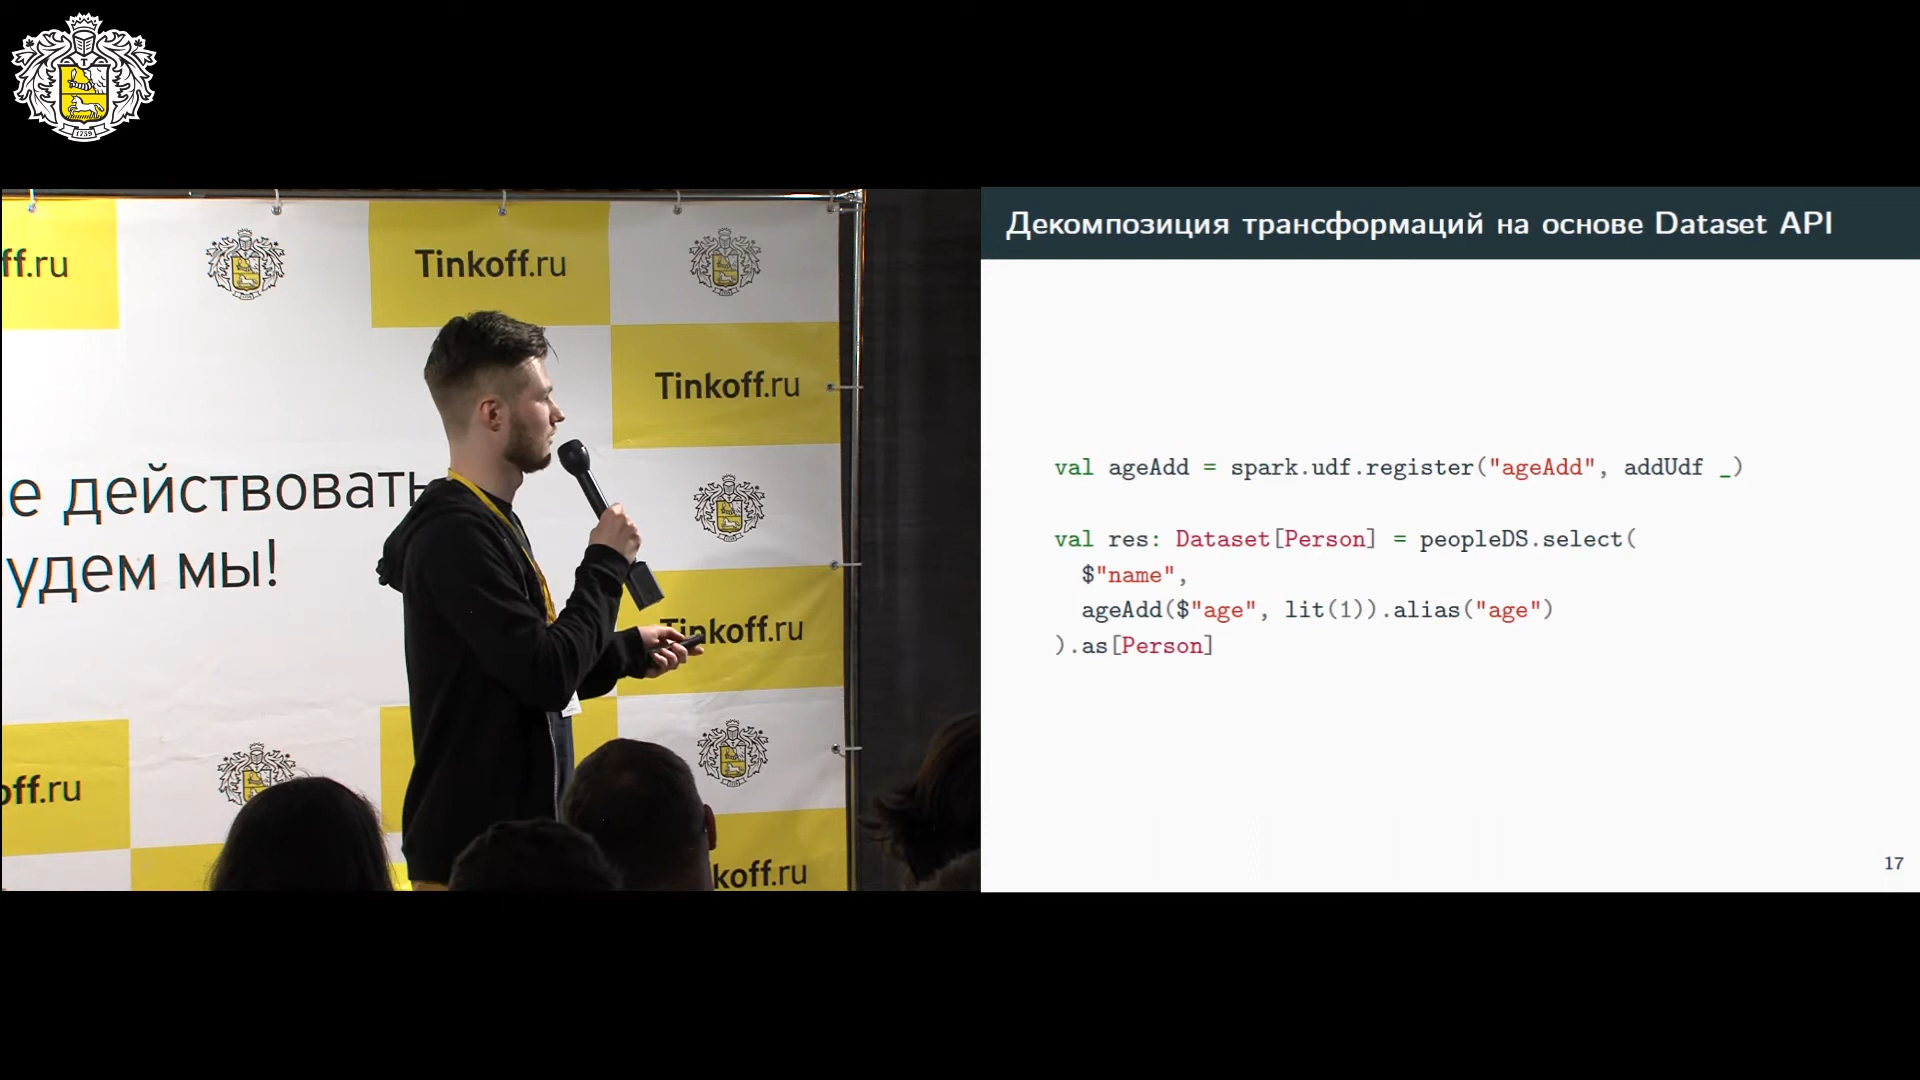 1759
ff.ru
Tinkoff.ru
Tinkoff.ru
е действовать
удем мы!
Tinkoff.ru
off.ru
koff.ru
Декомпозиция трансформаций на основе Dataset API
val ageAdd = spark.udf.register("ageAdd", addUdf _)
val res: Dataset[Person] = peopleDS.select(
$"name",
ageAdd($"age", lit(1)).alias("age")
).as[Person]
17